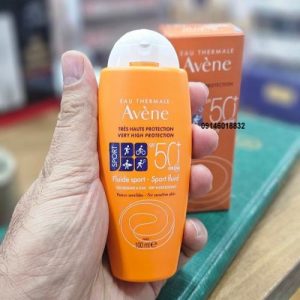 EAU THERMALE
Avène
TRÈS HAUTE PROTECTION
VERY HIGH PROTECTION
SPORT
50+
Fluide sport - Sport fluid
Peaux sensibles - For sensitive skin
100 ml
EAU THERMALE
Avène
50+
09146018832